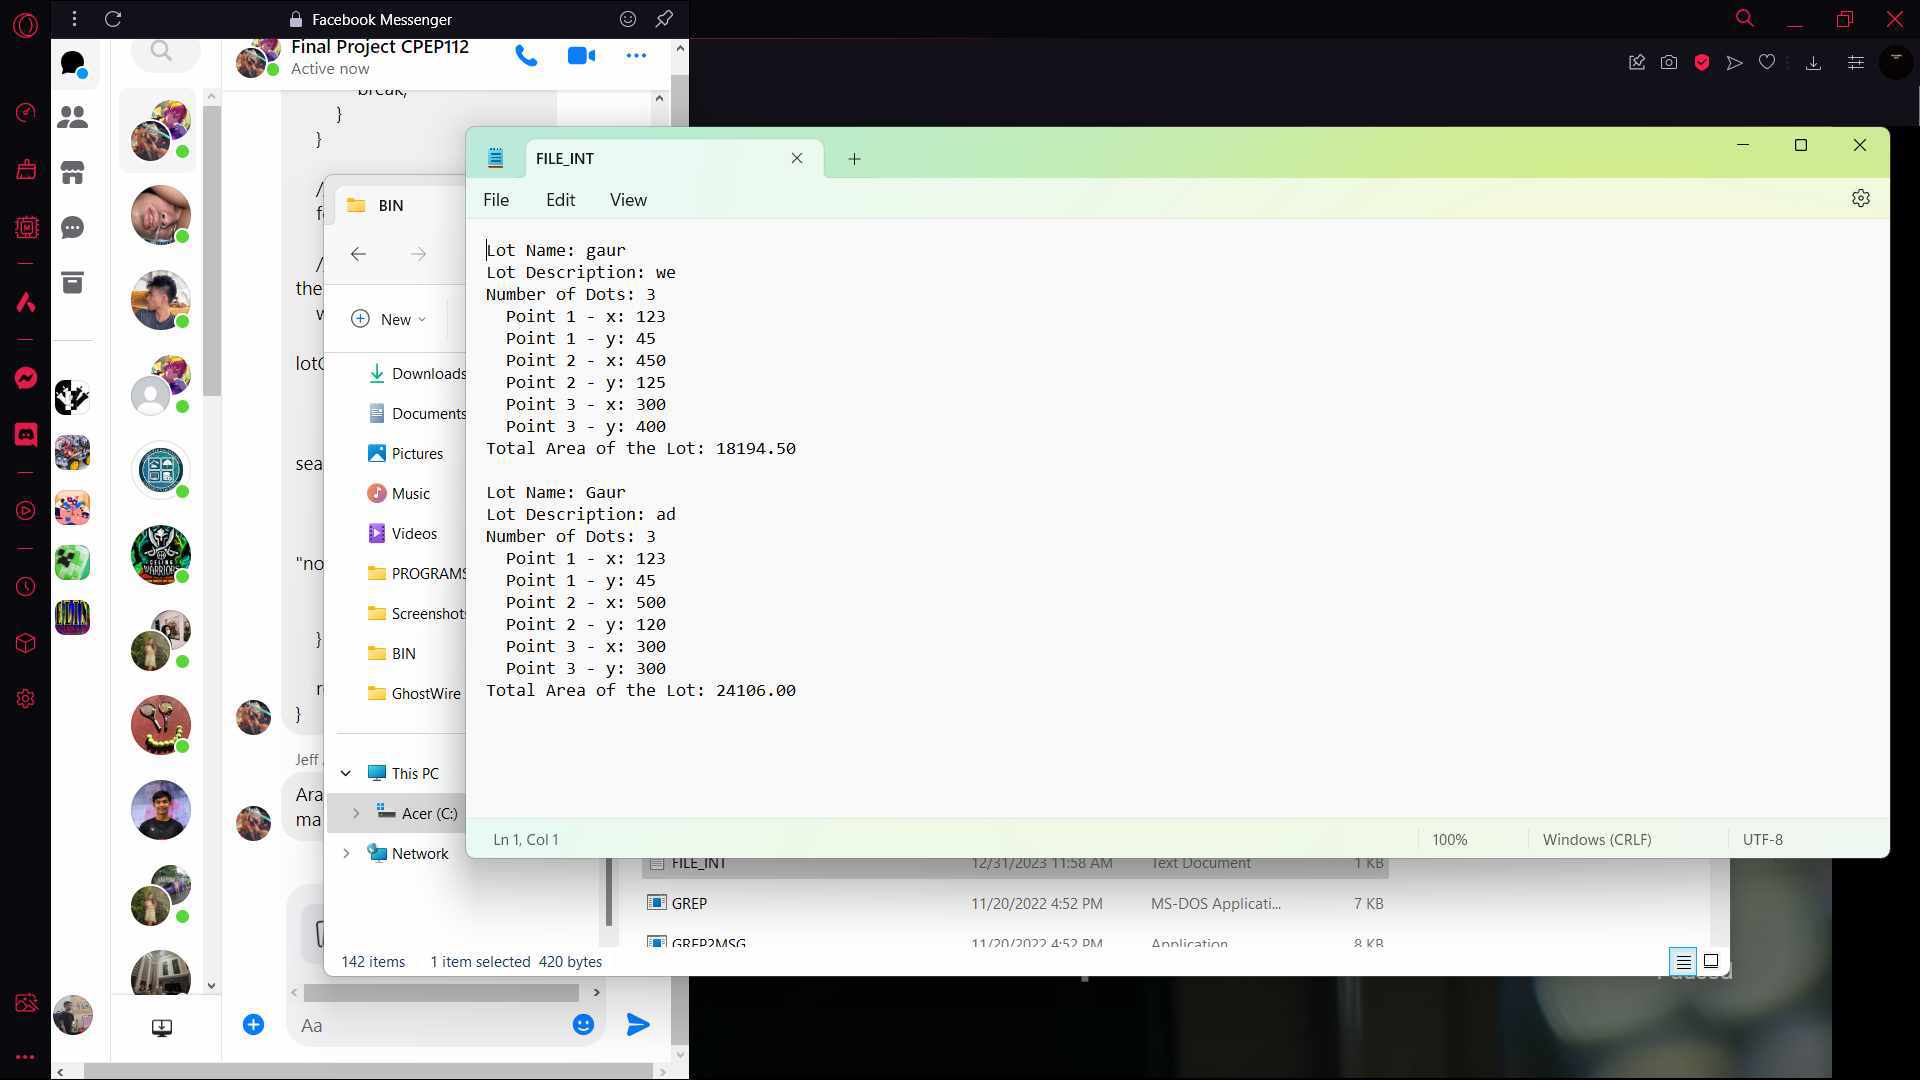 Facebook Messenger
Final Project CPEP112
Active now
break;
}
}
the
sea
"no
}
}
Jeff
Ara
ma
Aa
BIN
New
Downloads
Documents
Pictures
Music
Videos
PROGRAMS
Screenshots
BIN
GhostWire
This PC
Acer (C:)
Network
142 items 1 item selected 420 bytes
FILE_INT
File Edit View
Lot Name: gaur
Lot Description: we
Number of Dots: 3
Point 1 - x: 123
Point 1 - y: 45
Point 2 - x: 450
Point 2 - y: 125
Point 3 - x: 300
Point 3 - y: 400
Total Area of the Lot: 18194.50
Lot Name: Gaur
Lot Description: ad
Number of Dots: 3
Point 1 - x: 123
Point 1 - y: 45
Point 2 - x: 500
Point 2 - y: 120
Point 3 - x: 300
Point 3 - y: 300
Total Area of the Lot: 24106.00
Ln 1, Col 1 100% Windows (CRLF) UTF-8
FILE_INT 12/31/2023 11:58 AM Text Document 1 KB
GREP 11/20/2022 4:52 PM MS-DOS Applicati... 7 KB
GREP2MSG 11/20/2022 4:52 PM Application 8 KB
Paused